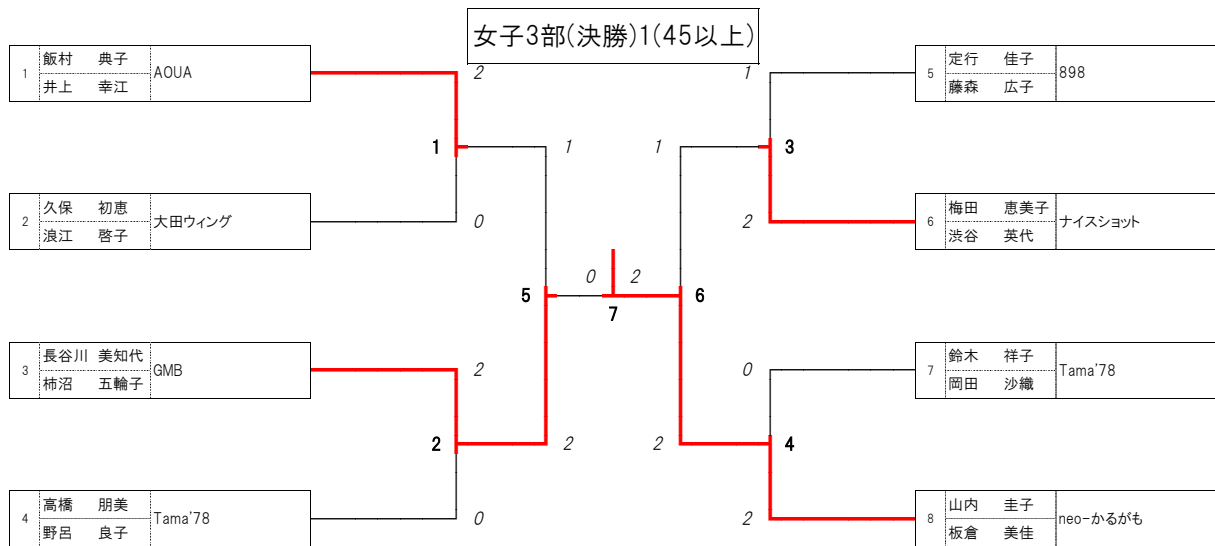 女子3部(決勝)1(45以上)
1 飯村 典子 AOUA
井上 幸江
2 久保 初恵 大田ウィング
浪江 啓子
3 長谷川 美知代 GMB
柿沼 五輪子
4 高橋 朋美 Tama'78
野呂 良子
2
1
1
0
5
2
2
2
0
0 2
7
1
1
3
2
6
0
2
4
2
5 定行 佳子 898
藤森 広子
6 梅田 恵美子 ナイスショット
渋谷 英代
7 鈴木 祥子 Tama'78
岡田 沙織
8 山内 圭子 neo-かるがも
板倉 美佳